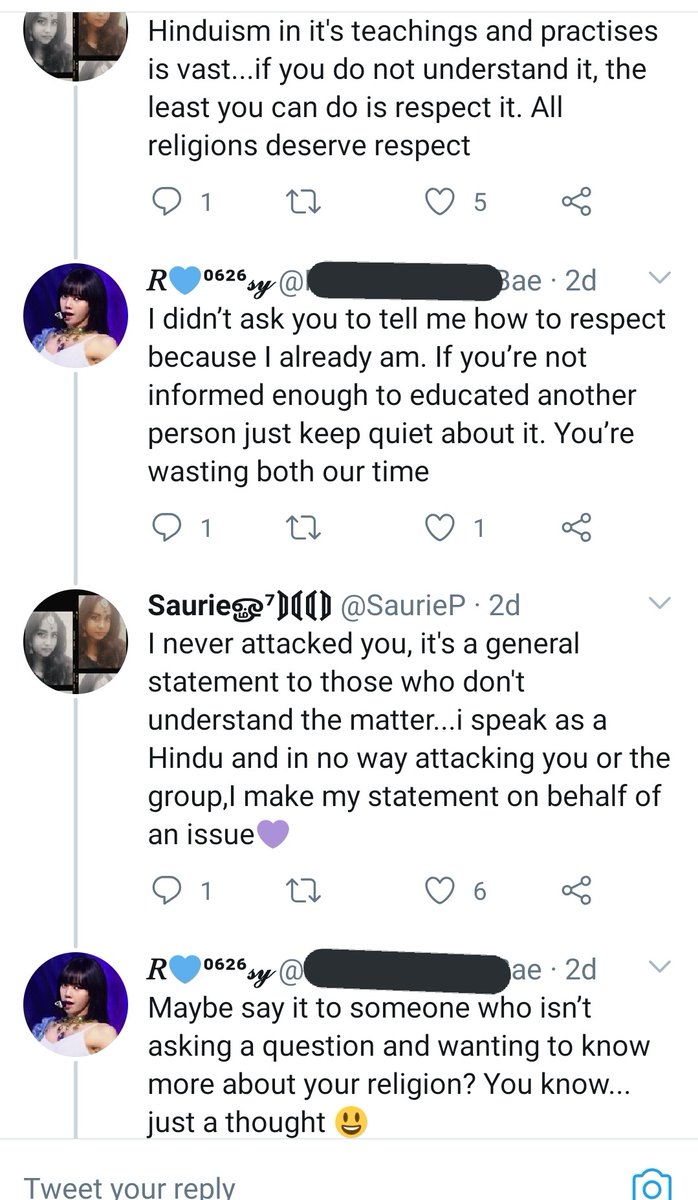 Hinduism in it's teachings and practises
is vast...if you do not understand it, the
least you can do is respect it. All
religions deserve respect
1 5
R💙⁰⁶²⁶𝓈𝓎 @ Bae · 2d
I didn’t ask you to tell me how to respect
because I already am. If you’re not
informed enough to educated another
person just keep quiet about it. You’re
wasting both our time
1 1
Saurieௐ⁷ @SaurieP · 2d
I never attacked you, it's a general
statement to those who don't
understand the matter...i speak as a
Hindu and in no way attacking you or the
group,I make my statement on behalf of
an issue💜
1 6
R💙⁰⁶²⁶𝓈𝓎 @ ae · 2d
Maybe say it to someone who isn’t
asking a question and wanting to know
more about your religion? You know...
just a thought 😃
Tweet your reply